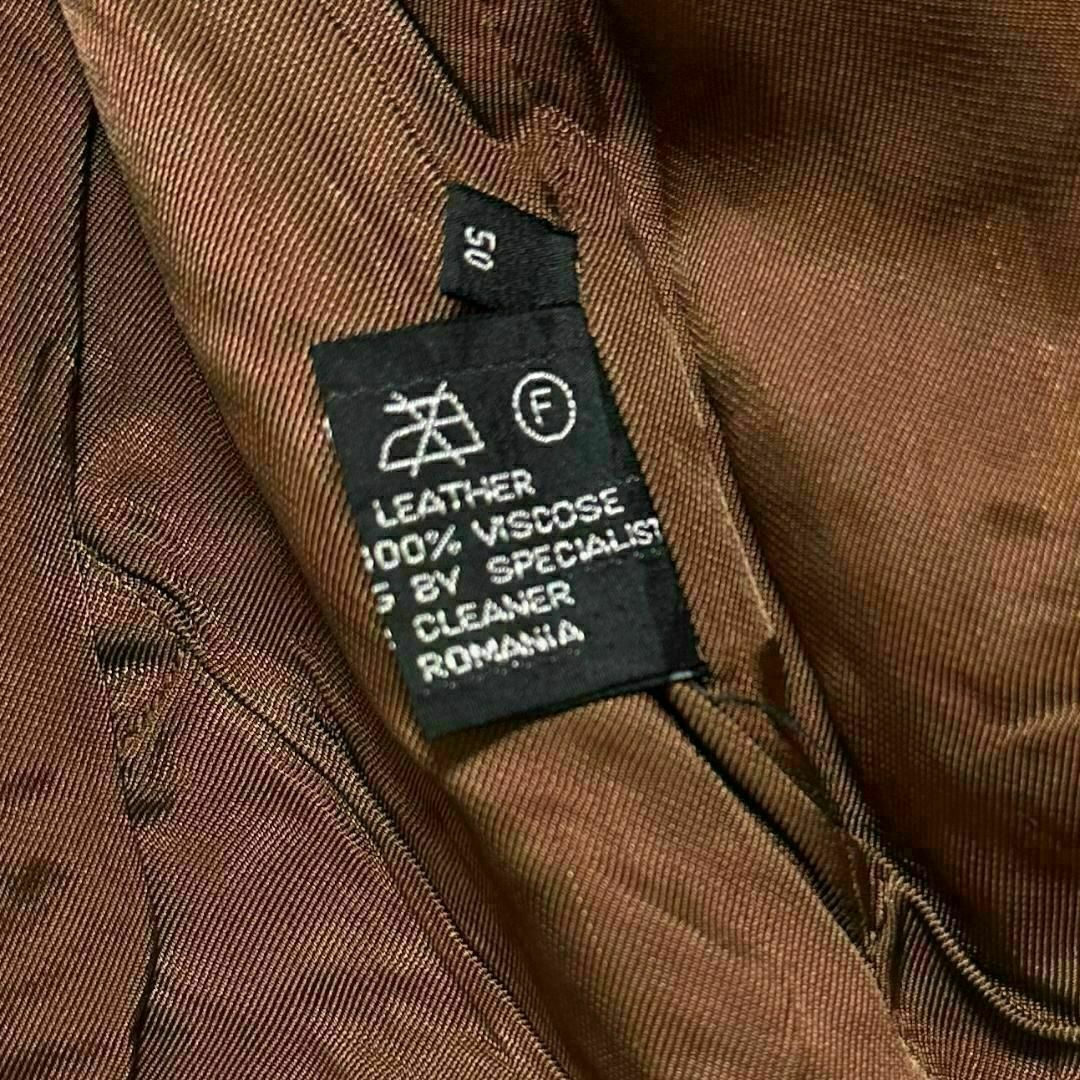 50
F
LEATHER
100% VISCOSE
S BY SPECIALIST
CLEANER
ROMANIA